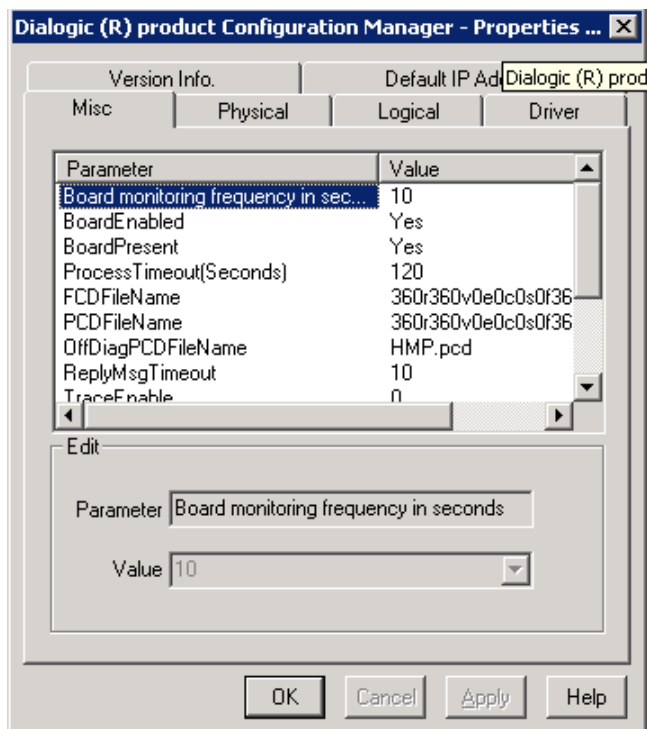 Dialogic (R) product Configuration Manager - Properties ...
Version Info.
Default IP Ad
Dialogic (R) prod
Misc
Physical
Logical
Driver
Parameter
Value
Board monitoring frequency in sec... 10
BoardEnabled Yes
BoardPresent Yes
ProcessTimeout(Seconds) 120
FCDFileName 360r360v0e0c0s0f36
PCDFileName 360r360v0e0c0s0f36
OffDiagPCDFileName HMP.pcd
ReplyMsgTimeout 10
TraceEnable 0
Edit
Parameter Board monitoring frequency in seconds
Value 10
OK
Cancel
Apply
Help